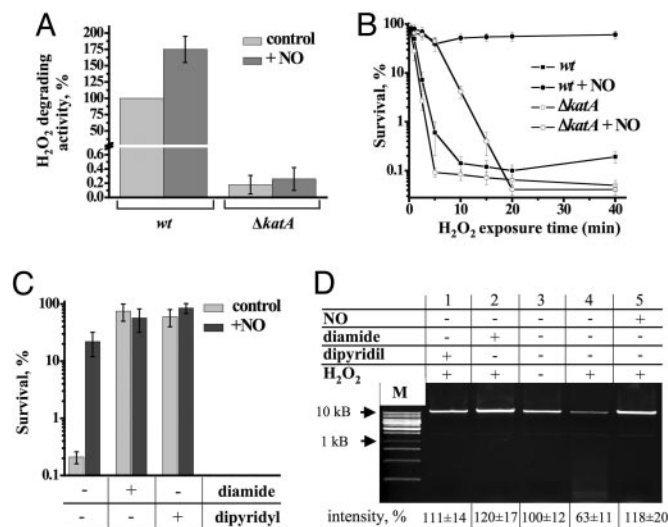 A
control
+ NO
H₂O₂ degrading
activity, %
175
150
125
100
75
50
0.6
0.4
0.2
0.0
wt
ΔkatA
B
Survival, %
100
10
1
0.1
wt
wt + NO
ΔkatA
ΔkatA + NO
0
10
20
30
40
H₂O₂ exposure time (min)
C
control
+NO
Survival, %
100
10
1
0.1
- + - diamide
- - + dipyridyl
D
1 2 3 4 5
NO - - - - +
diamide - + - - -
dipyridil + - - - -
H₂O₂ + + - + +
M
10 kB
1 kB
intensity, % 111±14 120±17 100±12 63±11 118±20